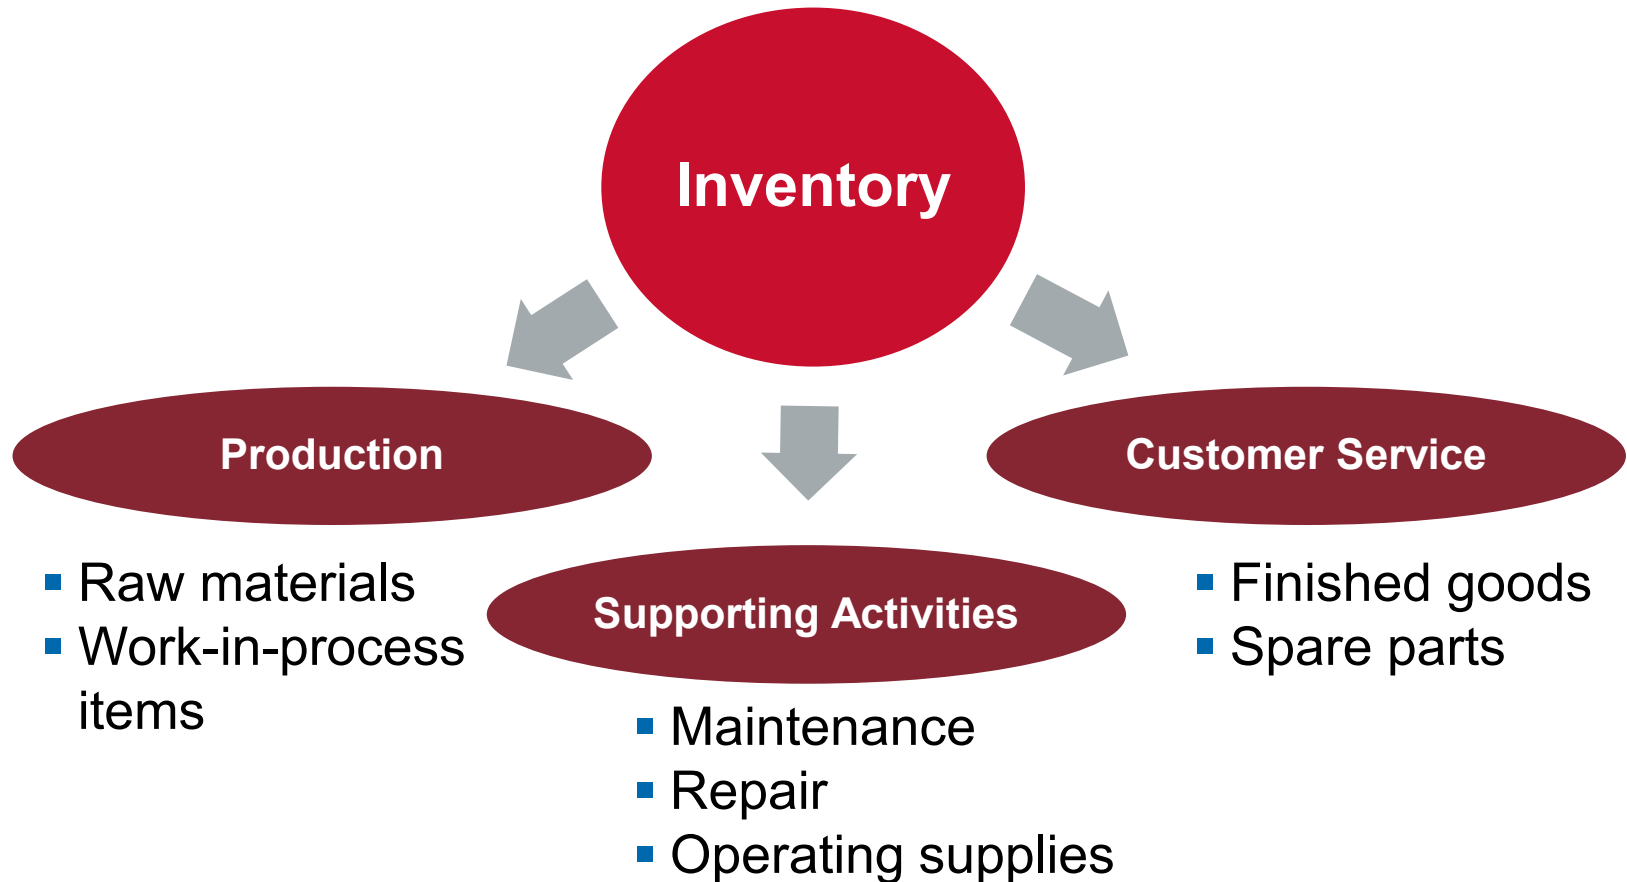 Inventory
Production
Raw materials
Work-in-process
items
Supporting Activities
Maintenance
Repair
Operating supplies
Customer Service
Finished goods
Spare parts